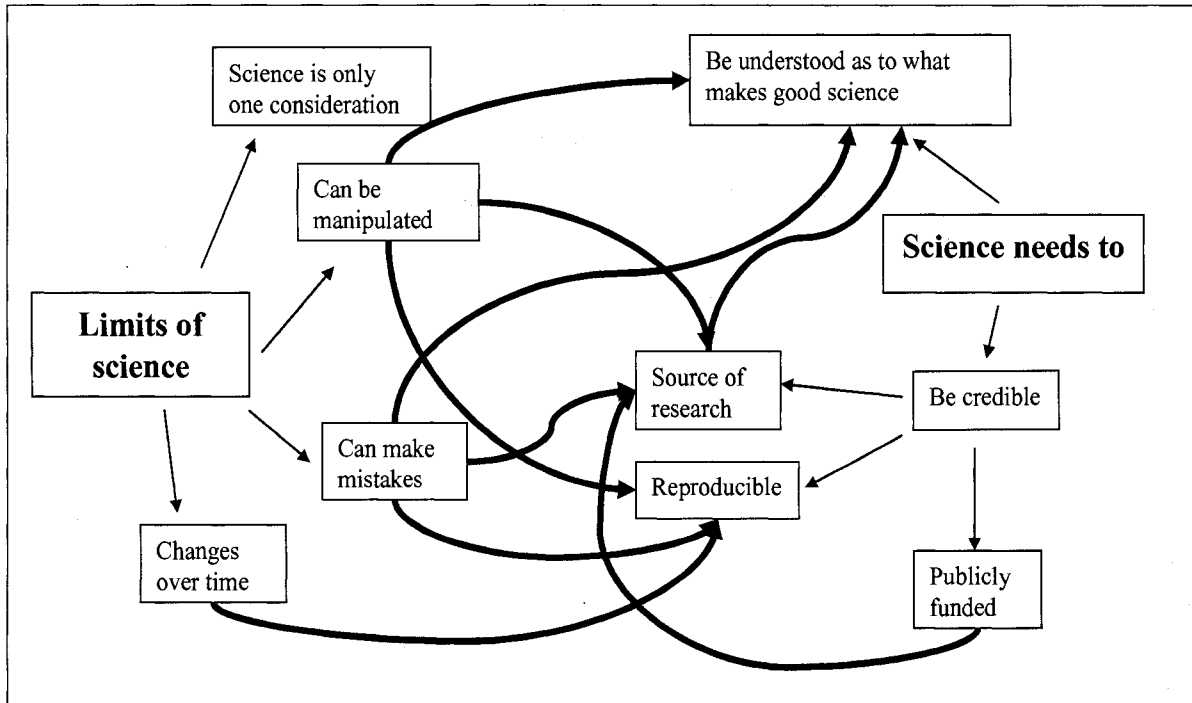 Science is only
one consideration
Be understood as to what
makes good science
Can be
manipulated
Science needs to
Limits of
science
Source of
research
Be credible
Can make
mistakes
Reproducible
Changes
over time
Publicly
funded